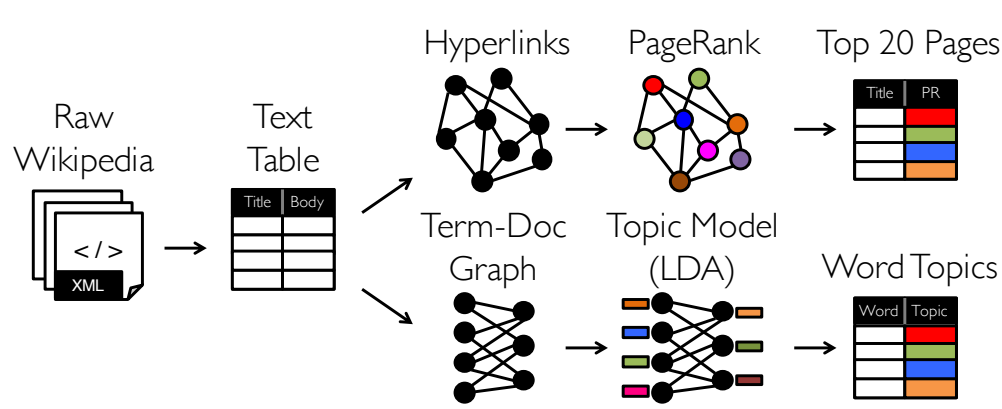 Raw
Wikipedia
</>
XML
Text
Table
Title Body
Hyperlinks
PageRank
Top 20 Pages
Title PR
Term-Doc
Graph
Topic Model
(LDA)
Word Topics
Word Topic